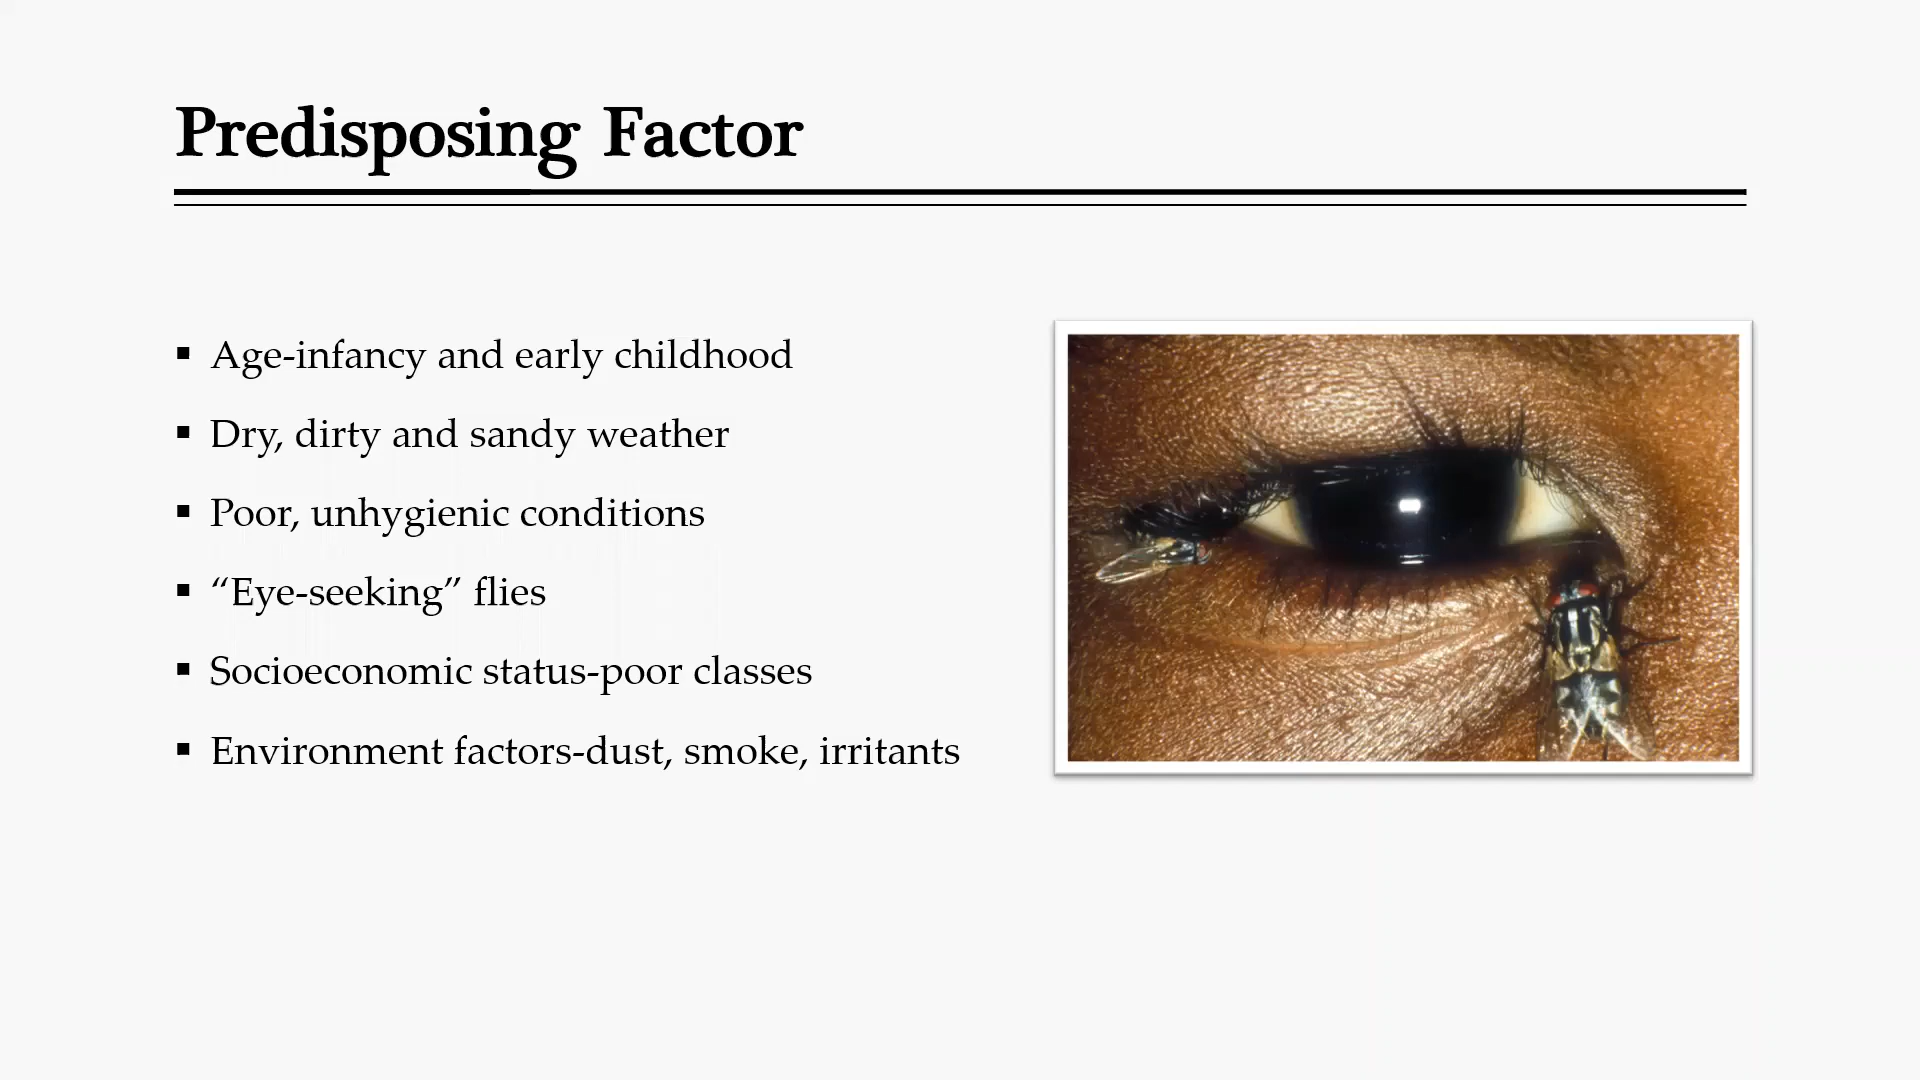 Predisposing Factor
▪ Age-infancy and early childhood
▪ Dry, dirty and sandy weather
▪ Poor, unhygienic conditions
▪ “Eye-seeking” flies
▪ Socioeconomic status-poor classes
▪ Environment factors-dust, smoke, irritants